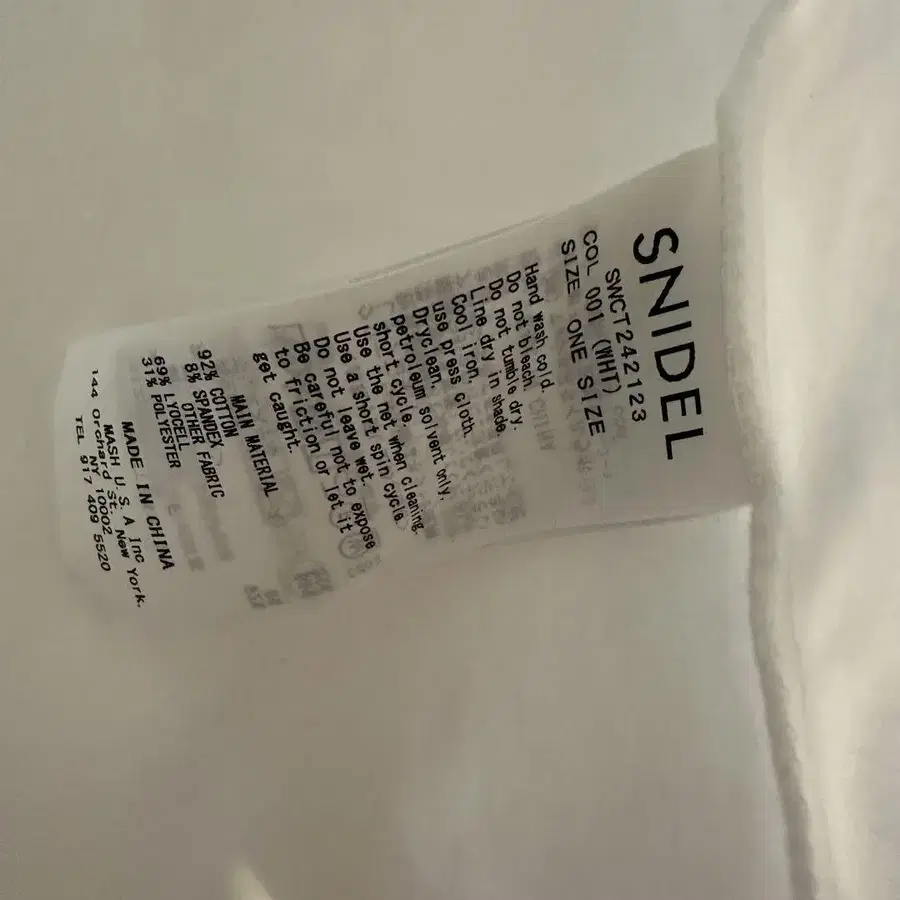 SNIDEL
SWCT242123
COL 001 (WHT)
SIZE ONE SIZE
Hand wash cold.
Do not bleach.
Do not tumble dry.
Line dry in shade.
Cool iron.
use press cloth.
Dryclean.
petroleum solvent only,
short cycle.
Use the net when cleaning.
Use a short spin cycle.
Do not leave wet.
Be careful not to expose
to friction or let it
get caught.
MAIN MATERIAL
92% COTTON
8% SPANDEX
OTHER FABRIC
69% LYOCELL
31% POLYESTER
MADE IN CHINA
MASH U.S.A Inc
144 Orchard St. New York.
NY 10002
TEL 917 409 5520